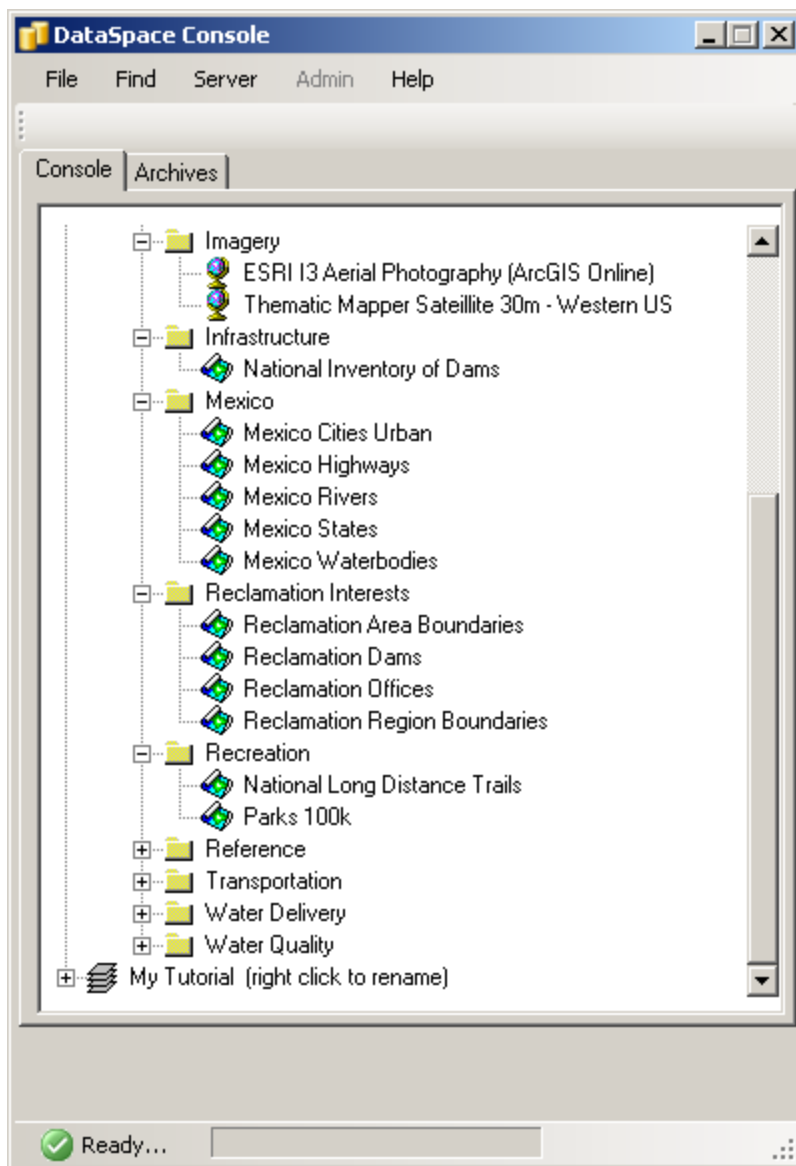 DataSpace Console
File Find Server Admin Help
Console Archives
Imagery
ESRI I3 Aerial Photography (ArcGIS Online)
Thematic Mapper Sateillite 30m - Western US
Infrastructure
National Inventory of Dams
Mexico
Mexico Cities Urban
Mexico Highways
Mexico Rivers
Mexico States
Mexico Waterbodies
Reclamation Interests
Reclamation Area Boundaries
Reclamation Dams
Reclamation Offices
Reclamation Region Boundaries
Recreation
National Long Distance Trails
Parks 100k
Reference
Transportation
Water Delivery
Water Quality
My Tutorial (right click to rename)
Ready...